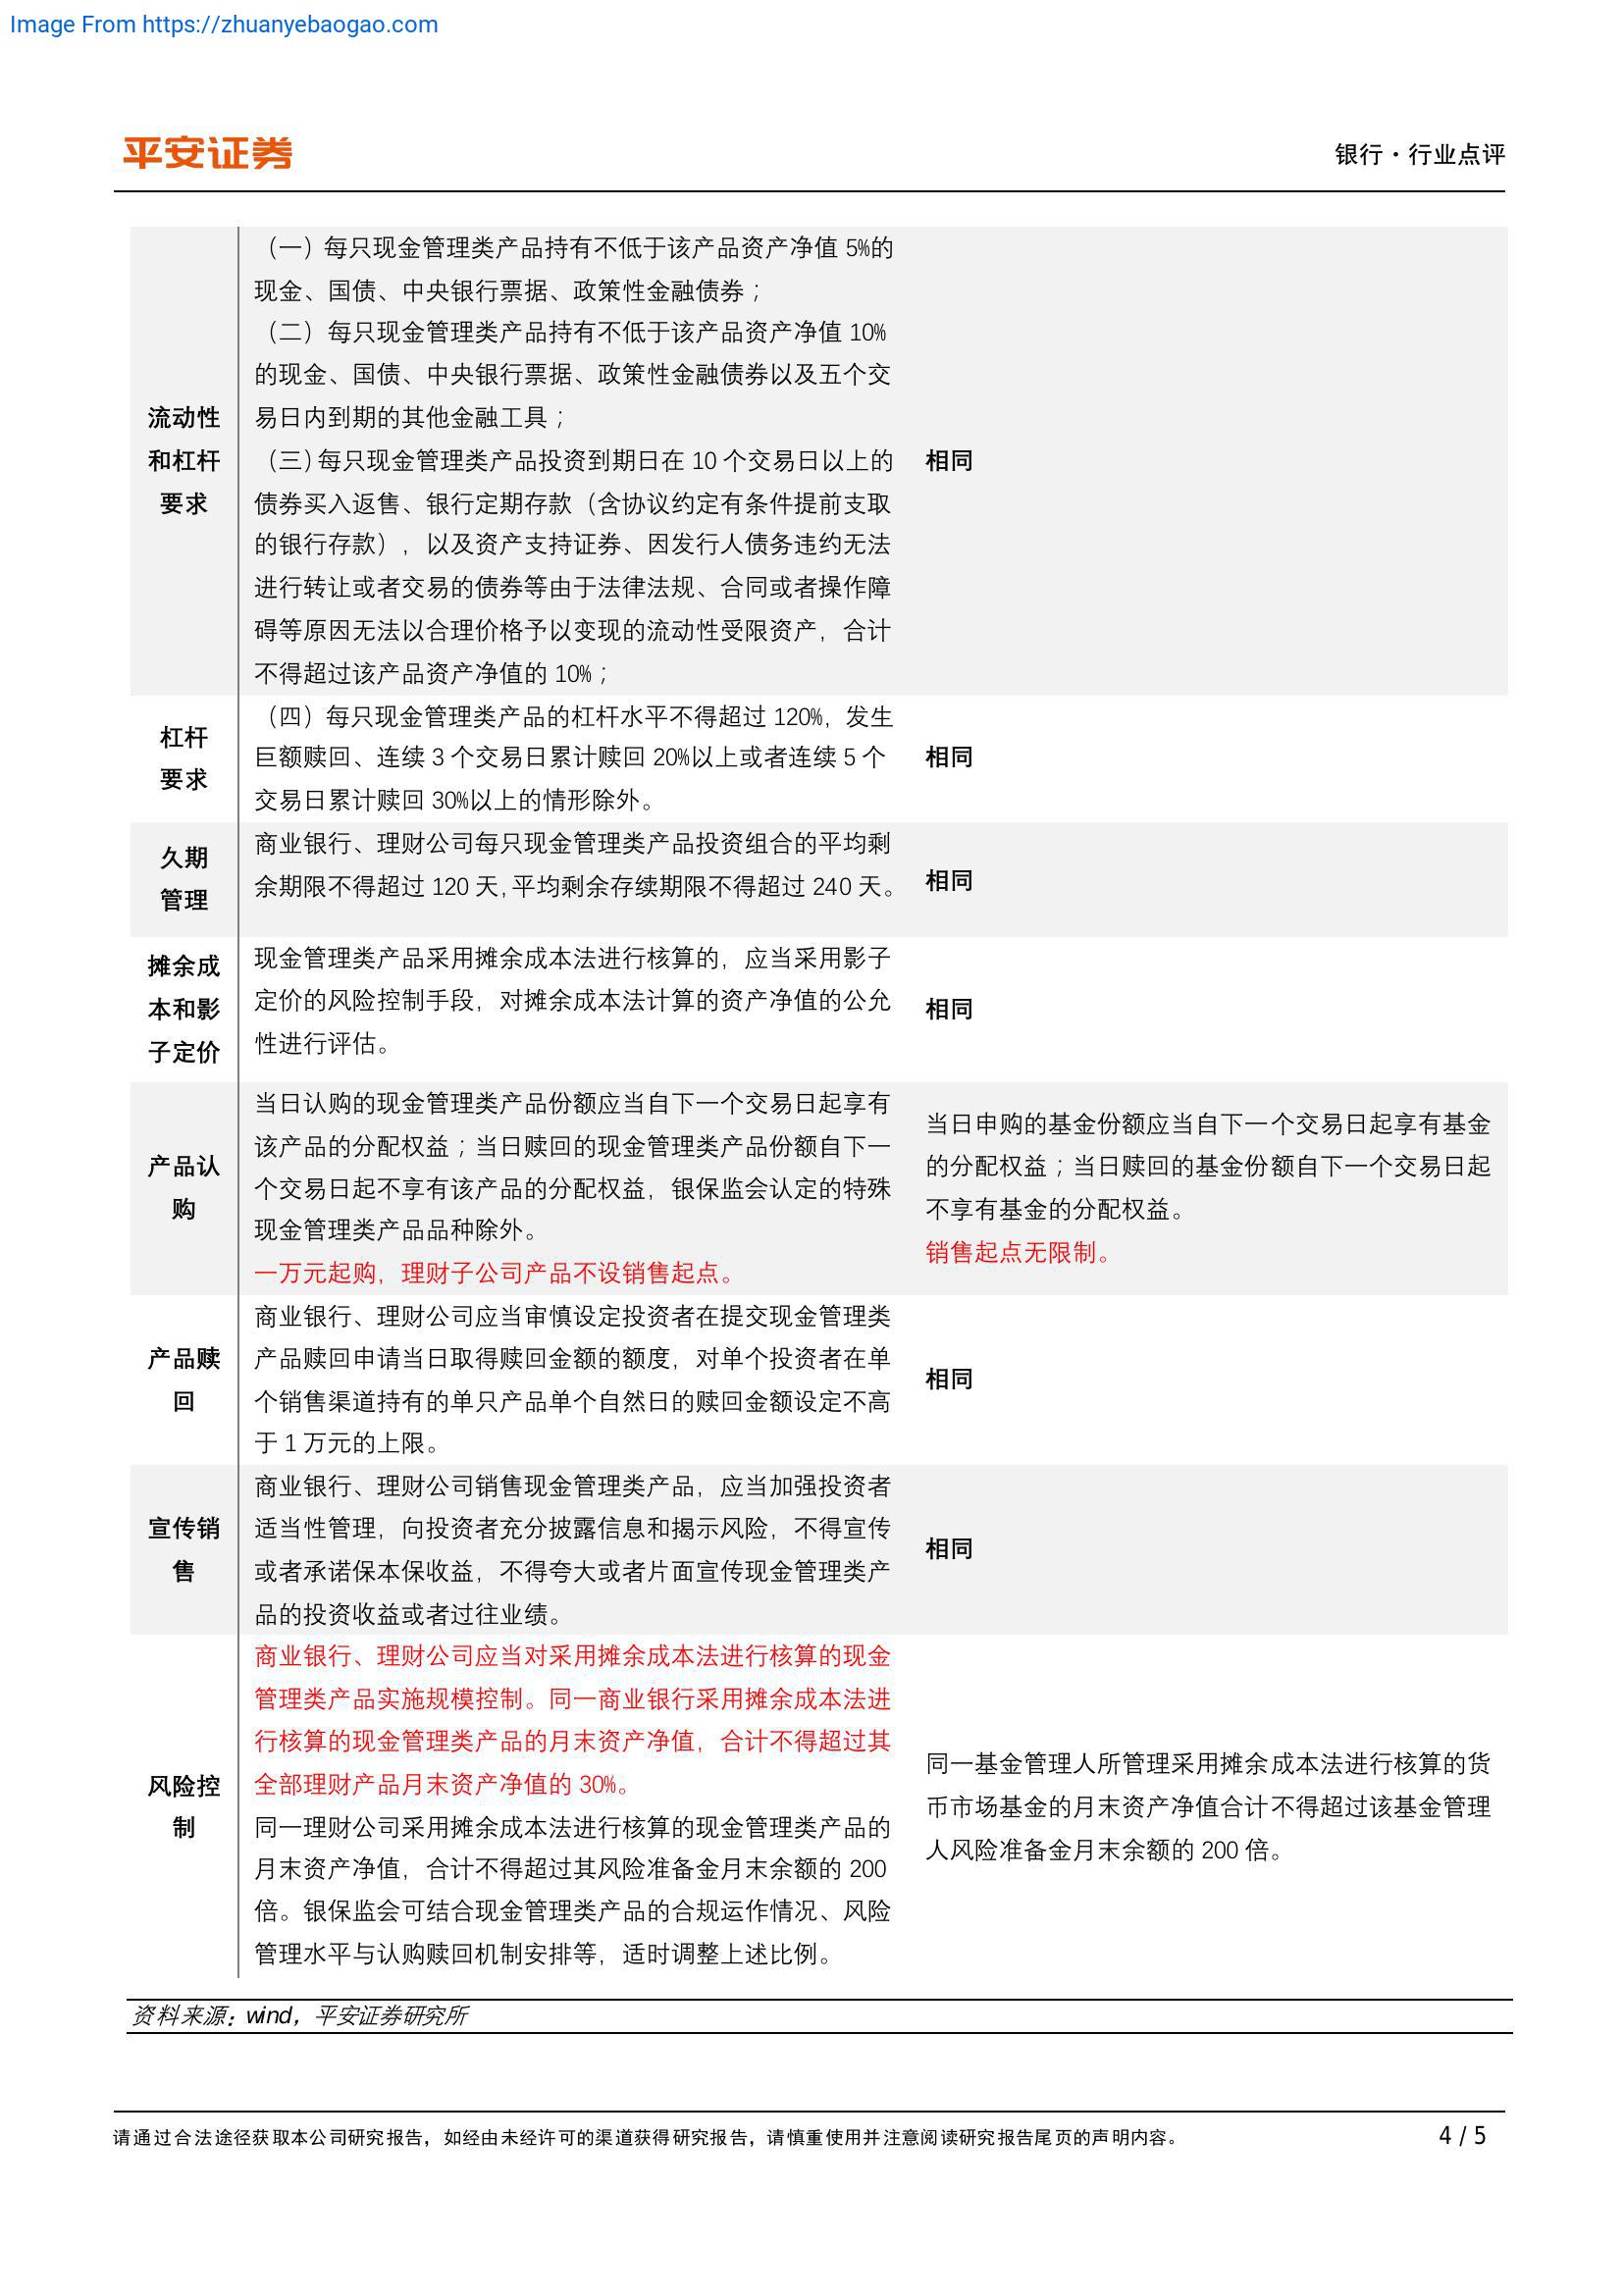 Image From https://zhuanyebaogao.com
平安证券
银行·行业点评
流动性
和杠杆
要求
（一）每只现金管理类产品持有不低于该产品资产净值 5%的
现金、国债、中央银行票据、政策性金融债券；
（二）每只现金管理类产品持有不低于该产品资产净值 10%
的现金、国债、中央银行票据、政策性金融债券以及五个交
易日内到期的其他金融工具；
（三）每只现金管理类产品投资到期日在 10 个交易日以上的
债券买入返售、银行定期存款（含协议约定有条件提前支取
的银行存款），以及资产支持证券、因发行人债务违约无法
进行转让或者交易的债券等由于法律法规、合同或者操作障
碍等原因无法以合理价格予以变现的流动性受限资产，合计
不得超过该产品资产净值的 10%；
相同
杠杆
要求
（四）每只现金管理类产品的杠杆水平不得超过 120%，发生
巨额赎回、连续 3 个交易日累计赎回 20%以上或者连续 5 个
交易日累计赎回 30%以上的情形除外。
相同
久期
管理
商业银行、理财公司每只现金管理类产品投资组合的平均剩
余期限不得超过 120 天，平均剩余存续期限不得超过 240 天。
相同
摊余成
本和影
子定价
现金管理类产品采用摊余成本法进行核算的，应当采用影子
定价的风险控制手段，对摊余成本法计算的资产净值的公允
性进行评估。
相同
产品认
购
当日认购的现金管理类产品份额应当自下一个交易日起享有
该产品的分配权益；当日赎回的现金管理类产品份额自下一
个交易日起不享有该产品的分配权益，银保监会认定的特殊
现金管理类产品品种除外。
一万元起购，理财子公司产品不设销售起点。
当日申购的基金份额应当自下一个交易日起享有基金
的分配权益；当日赎回的基金份额自下一个交易日起
不享有基金的分配权益。
销售起点无限制。
产品赎
回
商业银行、理财公司应当审慎设定投资者在提交现金管理类
产品赎回申请当日取得赎回金额的额度，对单个投资者在单
个销售渠道持有的单只产品单个自然日的赎回金额设定不高
于 1 万元的上限。
相同
宣传销
售
商业银行、理财公司销售现金管理类产品，应当加强投资者
适当性管理，向投资者充分披露信息和揭示风险，不得宣传
或者承诺保本保收益，不得夸大或者片面宣传现金管理类产
品的投资收益或者过往业绩。
相同
风险控
制
商业银行、理财公司应当对采用摊余成本法进行核算的现金
管理类产品实施规模控制。同一商业银行采用摊余成本法进
行核算的现金管理类产品的月末资产净值，合计不得超过其
全部理财产品月末资产净值的 30%。
同一理财公司采用摊余成本法进行核算的现金管理类产品的
月末资产净值，合计不得超过其风险准备金月末余额的 200
倍。银保监会可结合现金管理类产品的合规运作情况、风险
管理水平与认购赎回机制安排等，适时调整上述比例。
同一基金管理人所管理采用摊余成本法进行核算的货
币市场基金的月末资产净值合计不得超过该基金管理
人风险准备金月末余额的 200 倍。
资料来源：wind，平安证券研究所
请通过合法途径获取本公司研究报告，如经由未经许可的渠道获得研究报告，请慎重使用并注意阅读研究报告尾页的声明内容。
4 / 5